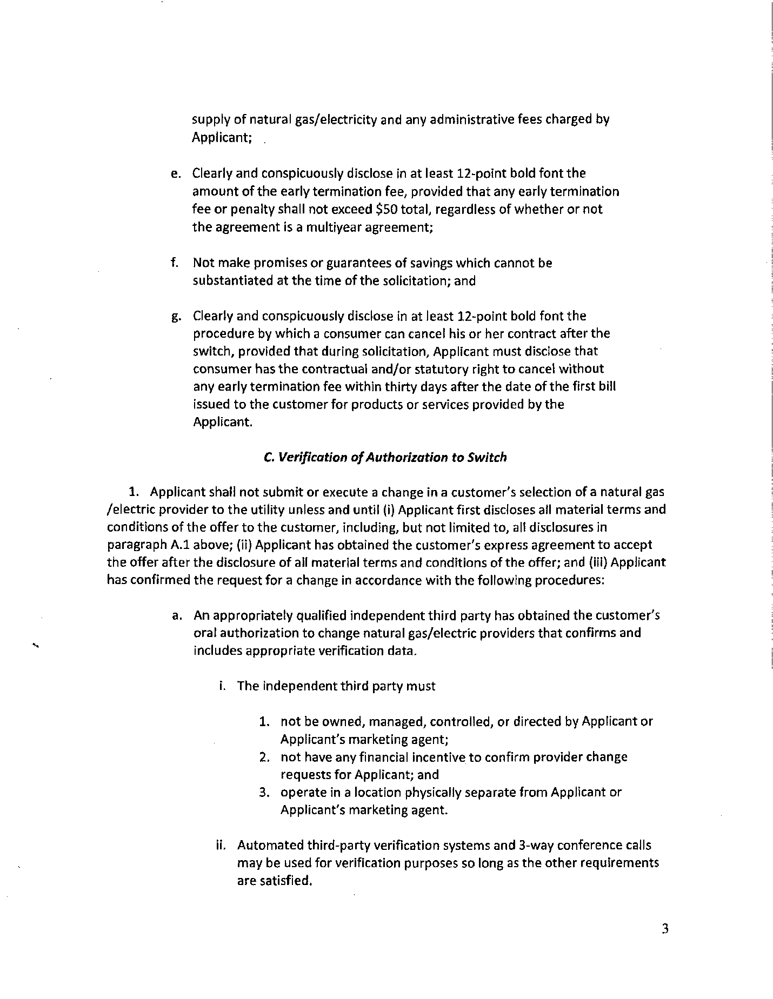 supply of natural gas/electricity and any administrative fees charged by
Applicant;
e. Clearly and conspicuously disclose in at least 12-point bold font the
amount of the early termination fee, provided that any early termination
fee or penalty shall not exceed $50 total, regardless of whether or not
the agreement is a multiyear agreement;
f. Not make promises or guarantees of savings which cannot be
substantiated at the time of the solicitation; and
g. Clearly and conspicuously disclose in at least 12-point bold font the
procedure by which a consumer can cancel his or her contract after the
switch, provided that during solicitation, Applicant must disclose that
consumer has the contractual and/or statutory right to cancel without
any early termination fee within thirty days after the date of the first bill
issued to the customer for products or services provided by the
Applicant.
C. Verification of Authorization to Switch
1. Applicant shall not submit or execute a change in a customer's selection of a natural gas
/electric provider to the utility unless and until (i) Applicant first discloses all material terms and
conditions of the offer to the customer, including, but not limited to, all disclosures in
paragraph A.1 above; (ii) Applicant has obtained the customer's express agreement to accept
the offer after the disclosure of all material terms and conditions of the offer; and (iii) Applicant
has confirmed the request for a change in accordance with the following procedures:
a. An appropriately qualified independent third party has obtained the customer's
oral authorization to change natural gas/electric providers that confirms and
includes appropriate verification data.
i. The independent third party must
1. not be owned, managed, controlled, or directed by Applicant or
Applicant's marketing agent;
2. not have any financial incentive to confirm provider change
requests for Applicant; and
3. operate in a location physically separate from Applicant or
Applicant's marketing agent.
ii. Automated third-party verification systems and 3-way conference calls
may be used for verification purposes so long as the other requirements
are satisfied.
3